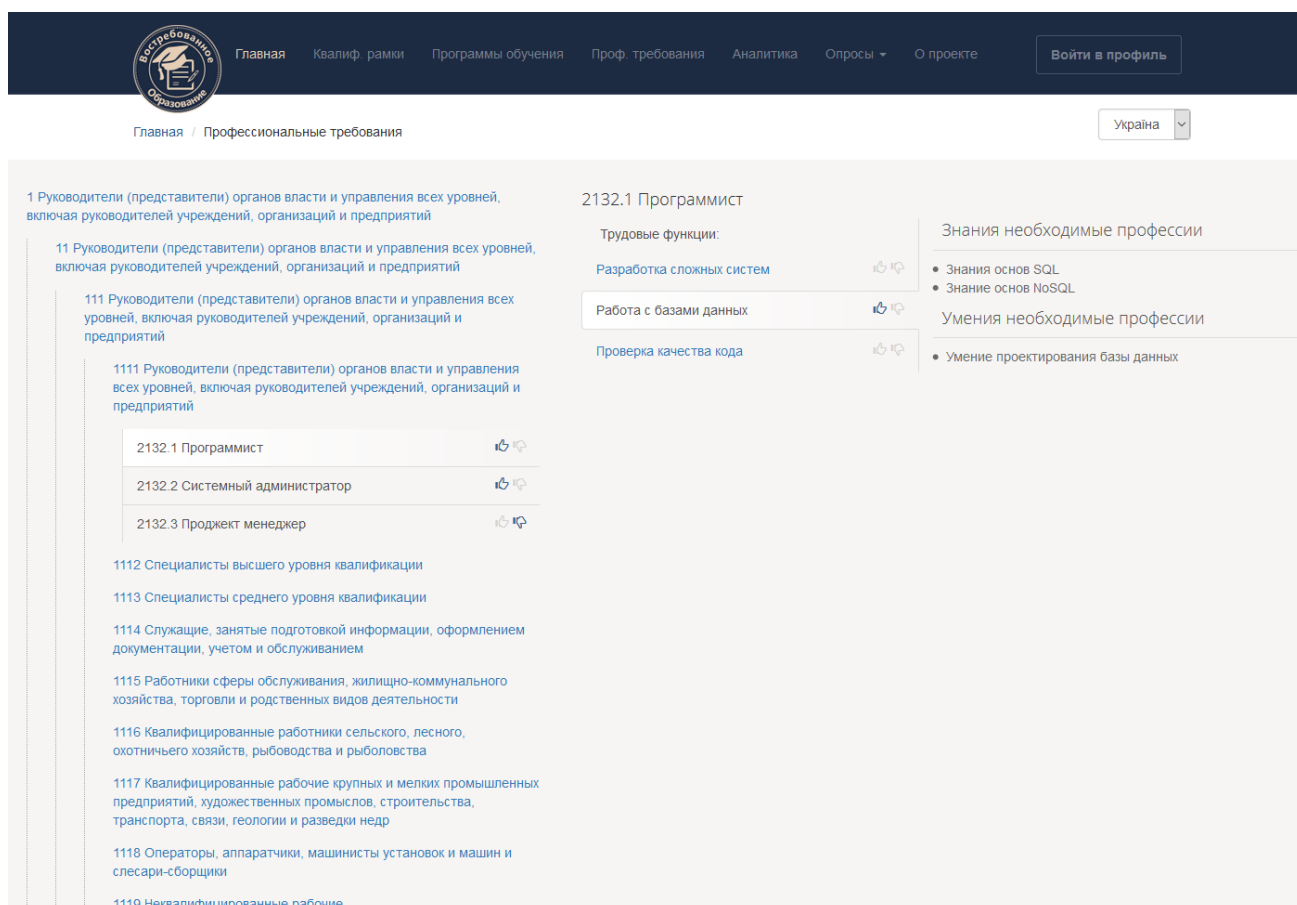 Востребованное
Образование
Главная
Квалиф. рамки
Программы обучения
Проф. требования
Аналитика
Опросы
О проекте
Войти в профиль
Главная / Профессиональные требования
Україна
1 Руководители (представители) органов власти и управления всех уровней,
включая руководителей учреждений, организаций и предприятий
11 Руководители (представители) органов власти и управления всех уровней,
включая руководителей учреждений, организаций и предприятий
111 Руководители (представители) органов власти и управления всех
уровней, включая руководителей учреждений, организаций и
предприятий
1111 Руководители (представители) органов власти и управления
всех уровней, включая руководителей учреждений, организаций и
предприятий
2132.1 Программист
2132.2 Системный администратор
2132.3 Проджект менеджер
1112 Специалисты высшего уровня квалификации
1113 Специалисты среднего уровня квалификации
1114 Служащие, занятые подготовкой информации, оформлением
документации, учетом и обслуживанием
1115 Работники сферы обслуживания, жилищно-коммунального
хозяйства, торговли и родственных видов деятельности
1116 Квалифицированные работники сельского, лесного,
охотничьего хозяйств, рыбоводства и рыболовства
1117 Квалифицированные рабочие крупных и мелких промышленных
предприятий, художественных промыслов, строительства,
транспорта, связи, геологии и разведки недр
1118 Операторы, аппаратчики, машинисты установок и машин и
слесари-сборщики
1119 Неквалифицированные рабочие
2132.1 Программист
Трудовые функции:
Разработка сложных систем
Работа с базами данных
Проверка качества кода
Знания необходимые профессии
Знания основ SQL
Знание основ NoSQL
Умения необходимые профессии
Умение проектирования базы данных